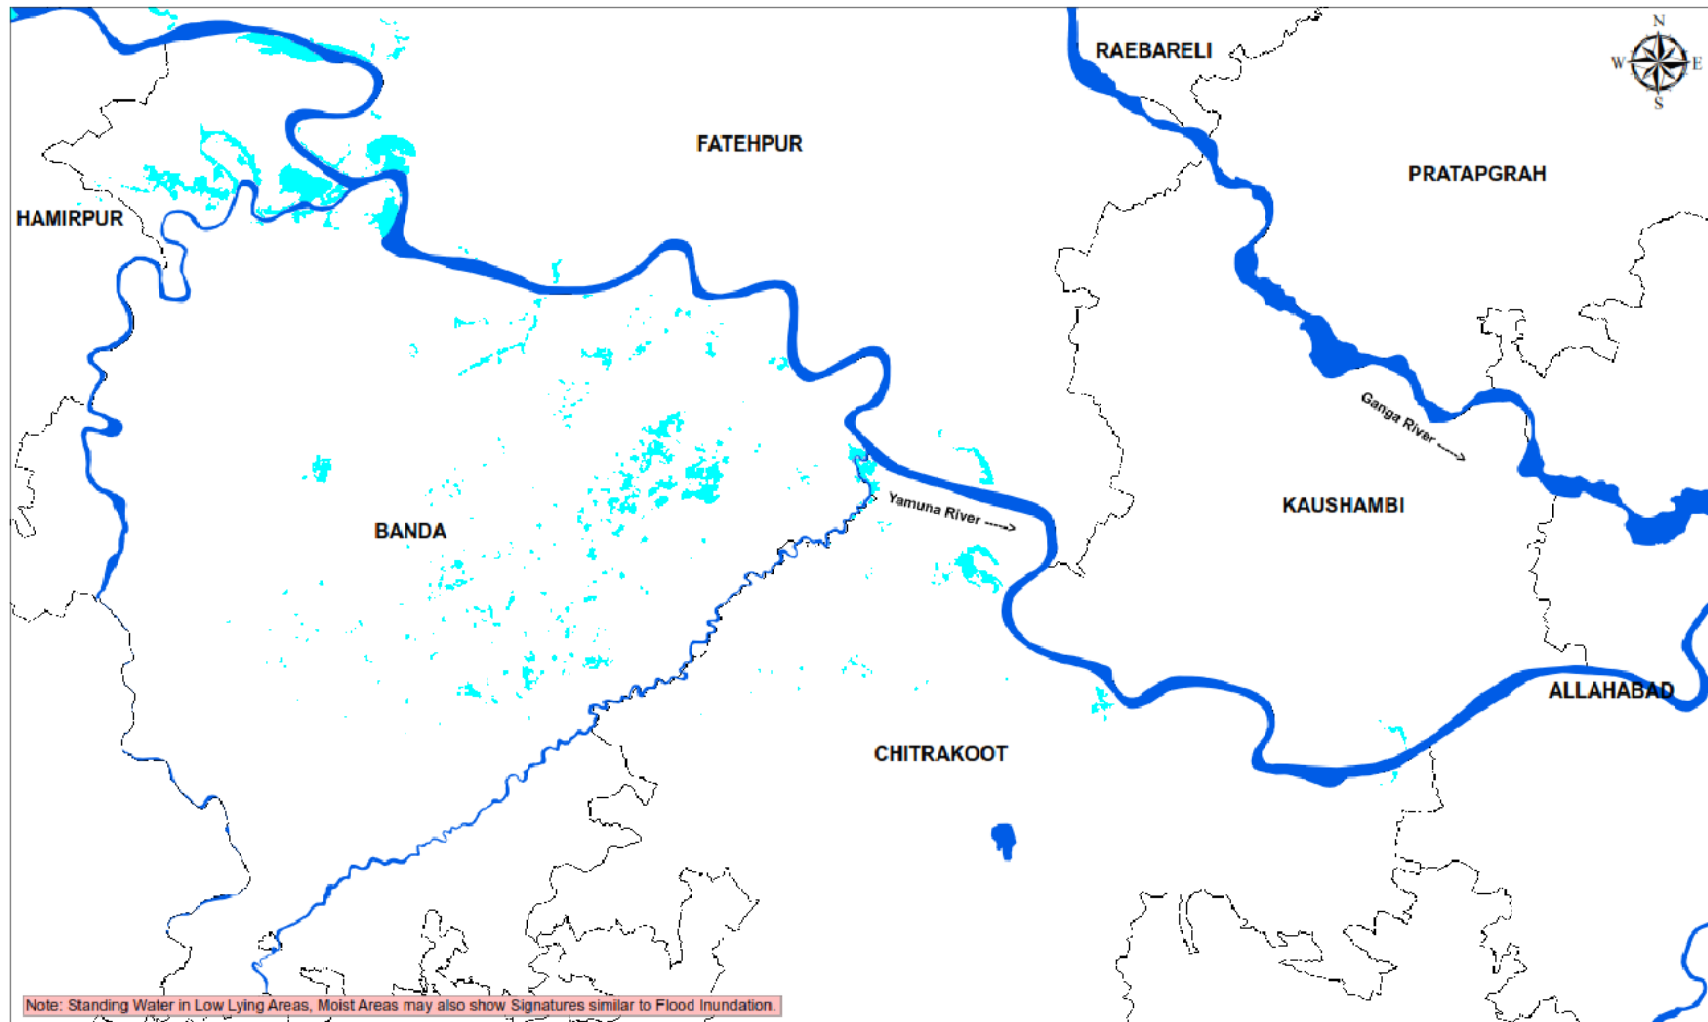 N
RAEBARELI
W E
S
FATEHPUR
PRATAPGRAH
HAMIRPUR
Ganga River
KAUSHAMBI
Yamuna River
BANDA
ALLAHABAD
CHITRAKOOT
Note: Standing Water in Low Lying Areas, Moist Areas may also show Signatures similar to Flood Inundation.